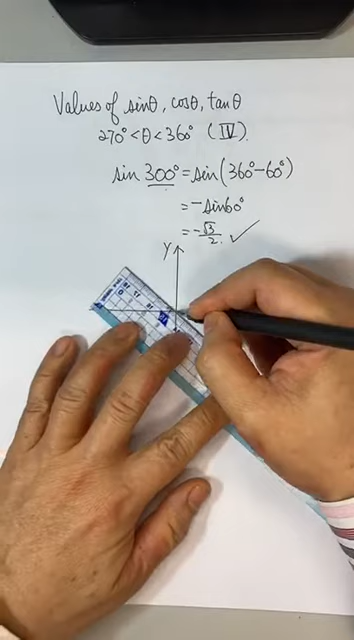 Values of sinθ, cosθ, tanθ
270° < θ < 360° (IV).
sin 300° = sin(360° - 60°)
= -sin60°
= -√3/2. ✓
y